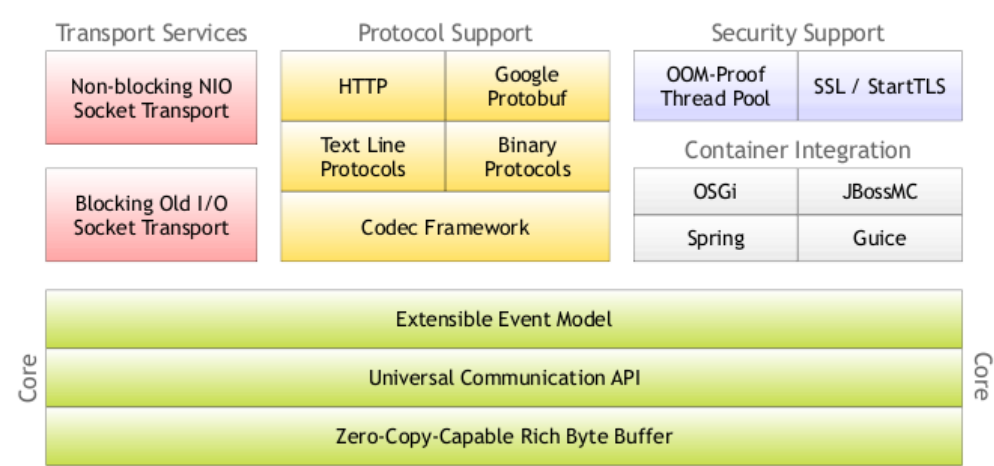 Transport Services
Non-blocking NIO
Socket Transport
Blocking Old I/O
Socket Transport
Protocol Support
HTTP
Google
Protobuf
Text Line
Protocols
Binary
Protocols
Codec Framework
Security Support
OOM-Proof
Thread Pool
SSL / StartTLS
Container Integration
OSGi
JBossMC
Spring
Guice
Core
Extensible Event Model
Universal Communication API
Zero-Copy-Capable Rich Byte Buffer
Core